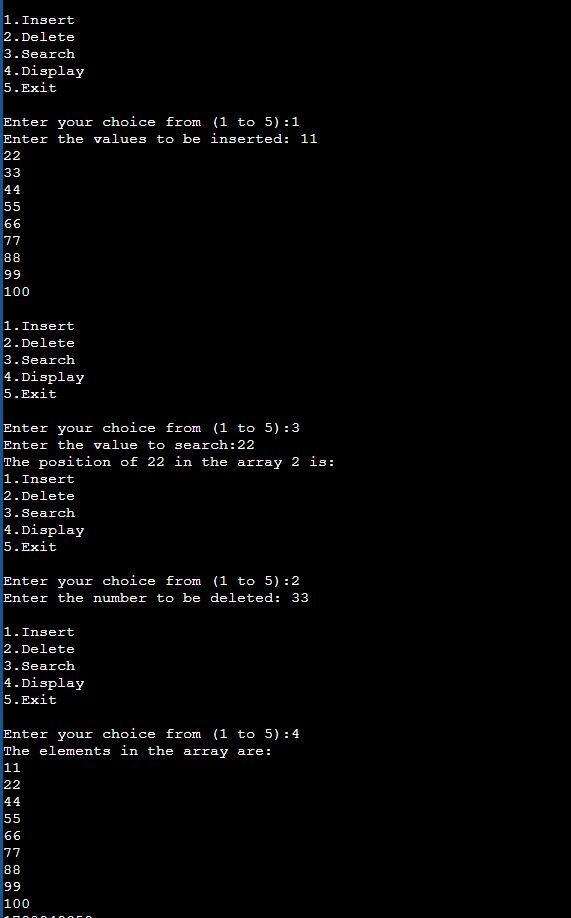 1.Insert
2.Delete
3.Search
4.Display
5.Exit
Enter your choice from (1 to 5):1
Enter the values to be inserted: 11
22
33
44
55
66
77
88
99
100
1.Insert
2.Delete
3.Search
4.Display
5.Exit
Enter your choice from (1 to 5):3
Enter the value to search:22
The position of 22 in the array 2 is:
1.Insert
2.Delete
3.Search
4.Display
5.Exit
Enter your choice from (1 to 5):2
Enter the number to be deleted: 33
1.Insert
2.Delete
3.Search
4.Display
5.Exit
Enter your choice from (1 to 5):4
The elements in the array are:
11
22
44
55
66
77
88
99
100